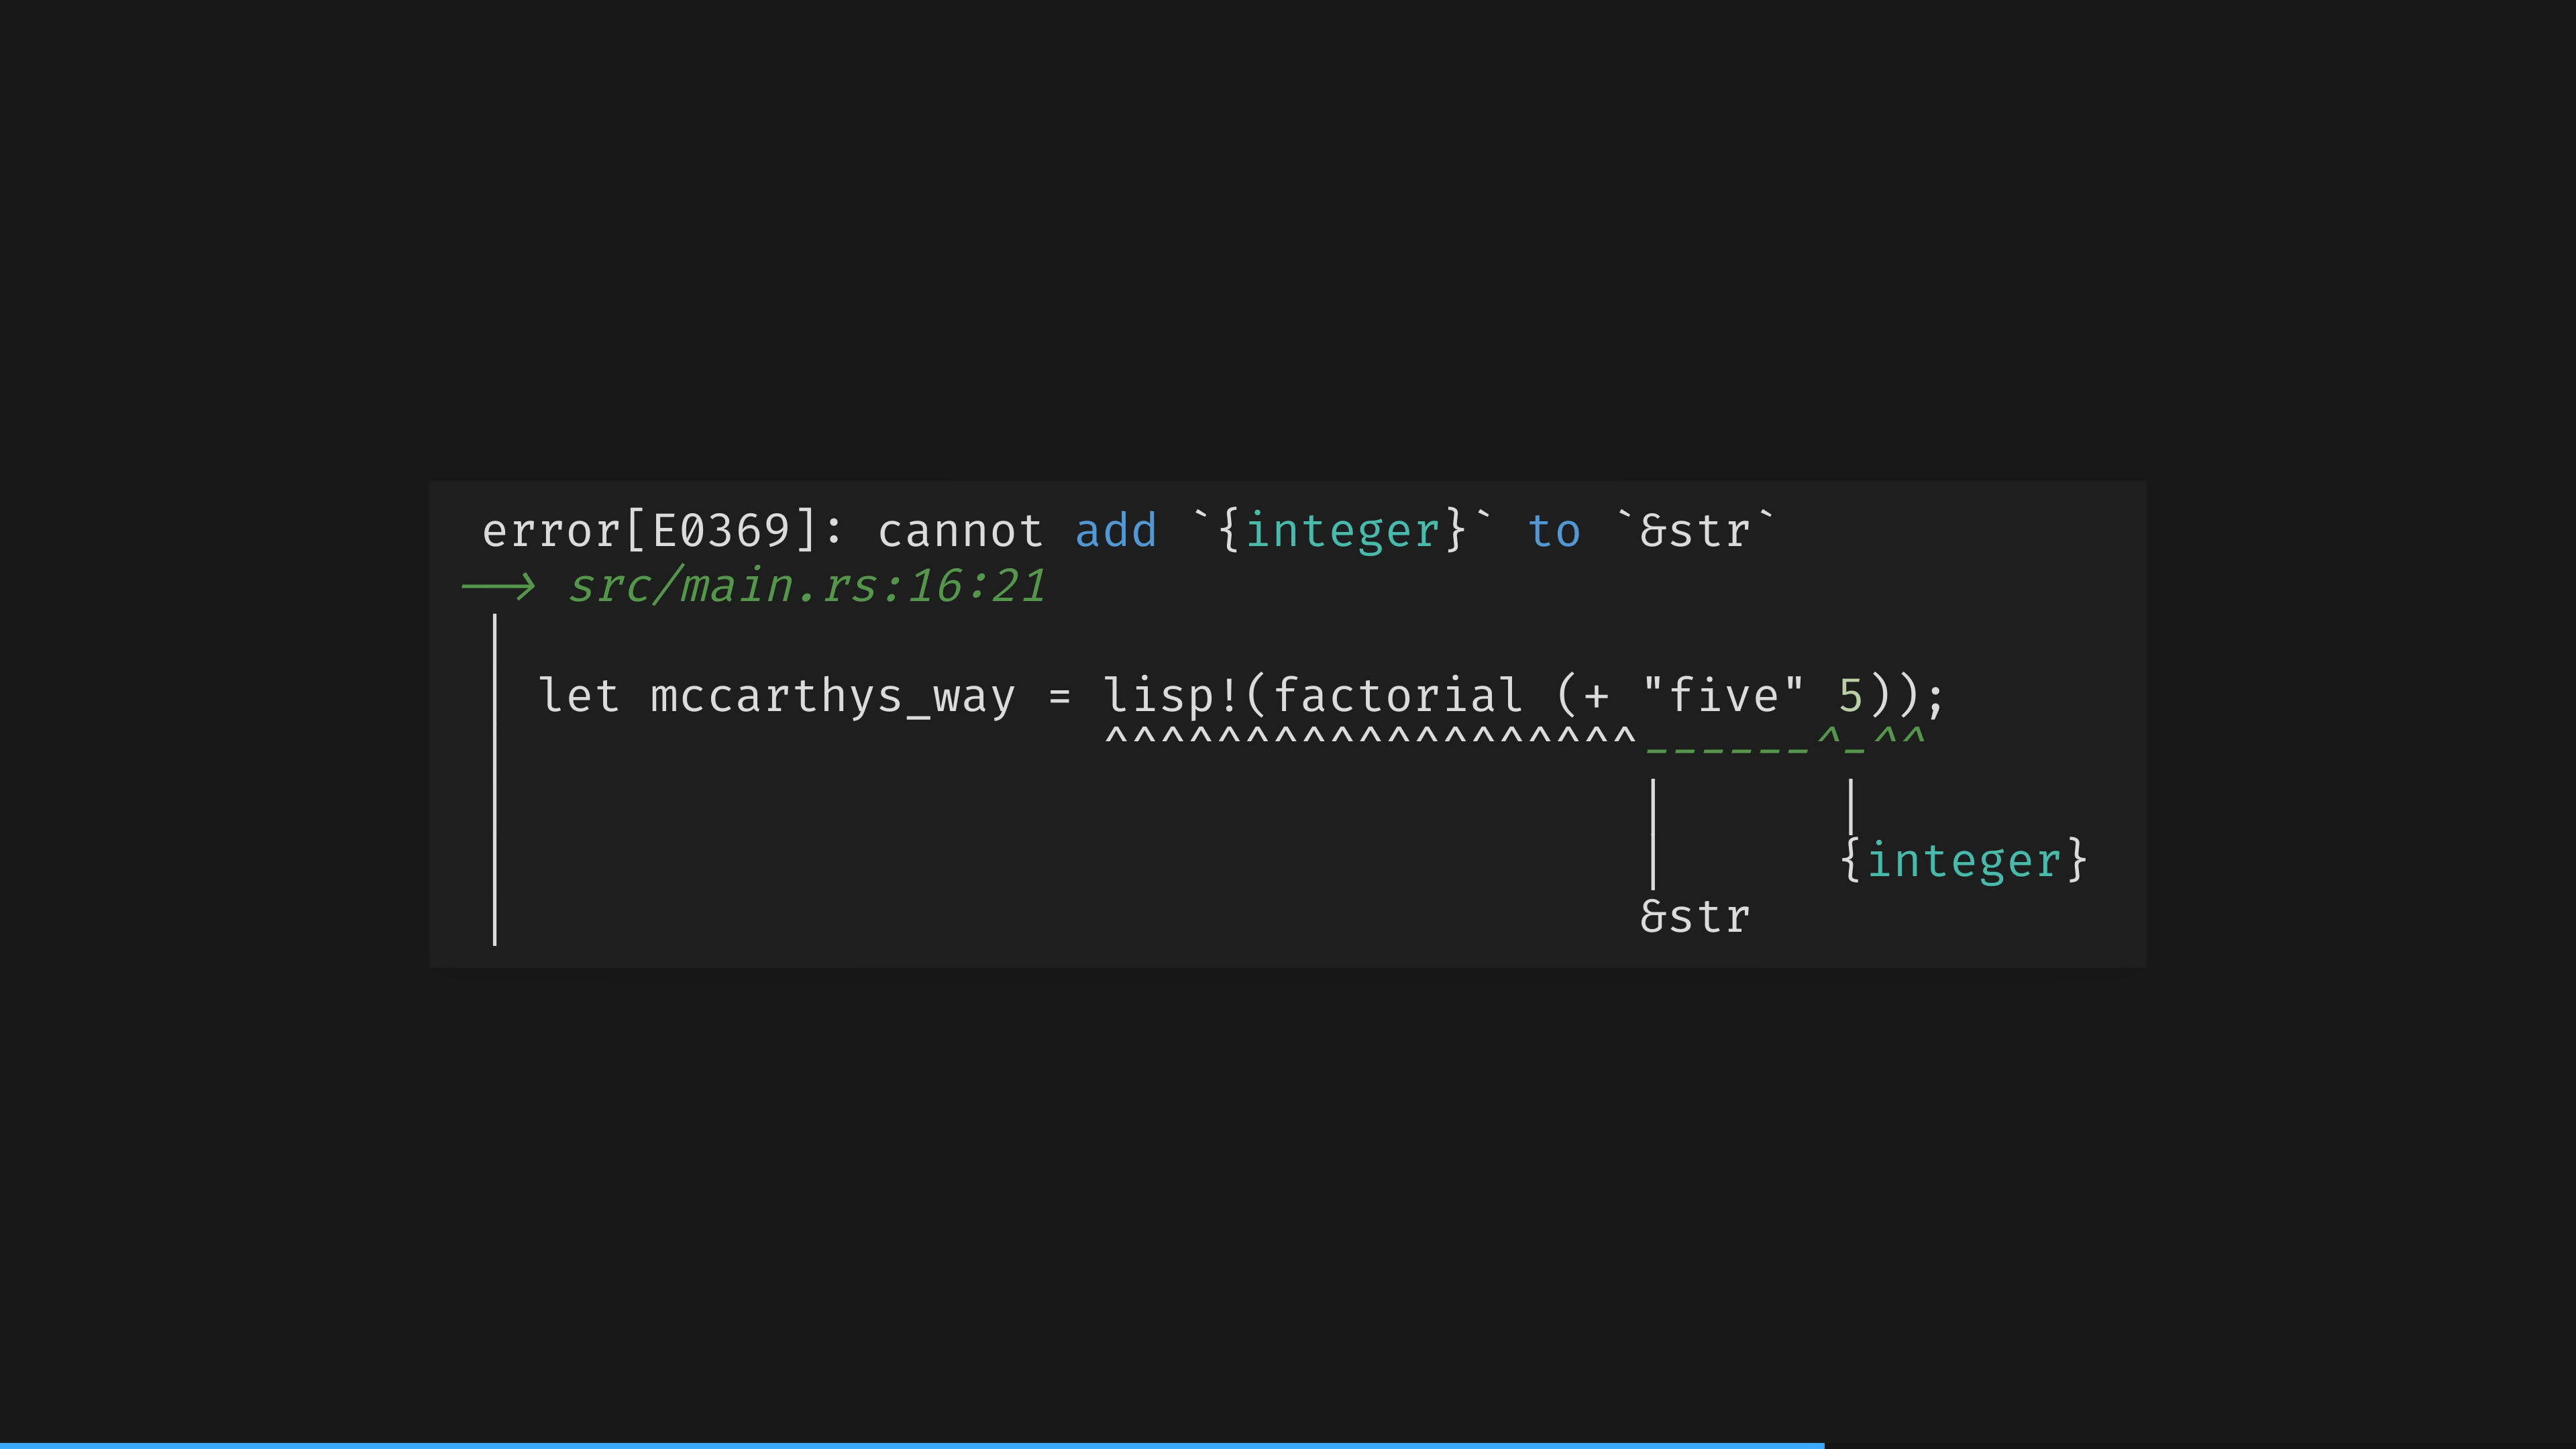 error[E0369]: cannot add `{integer}` to `&str`
--> src/main.rs:16:21
|
| let mccarthys_way = lisp!(factorial (+ "five" 5));
|                     ^^^^^^^^^^^^^^^^^^^------^-^^
|                                        |      |
|                                        |      {integer}
|                                        &str